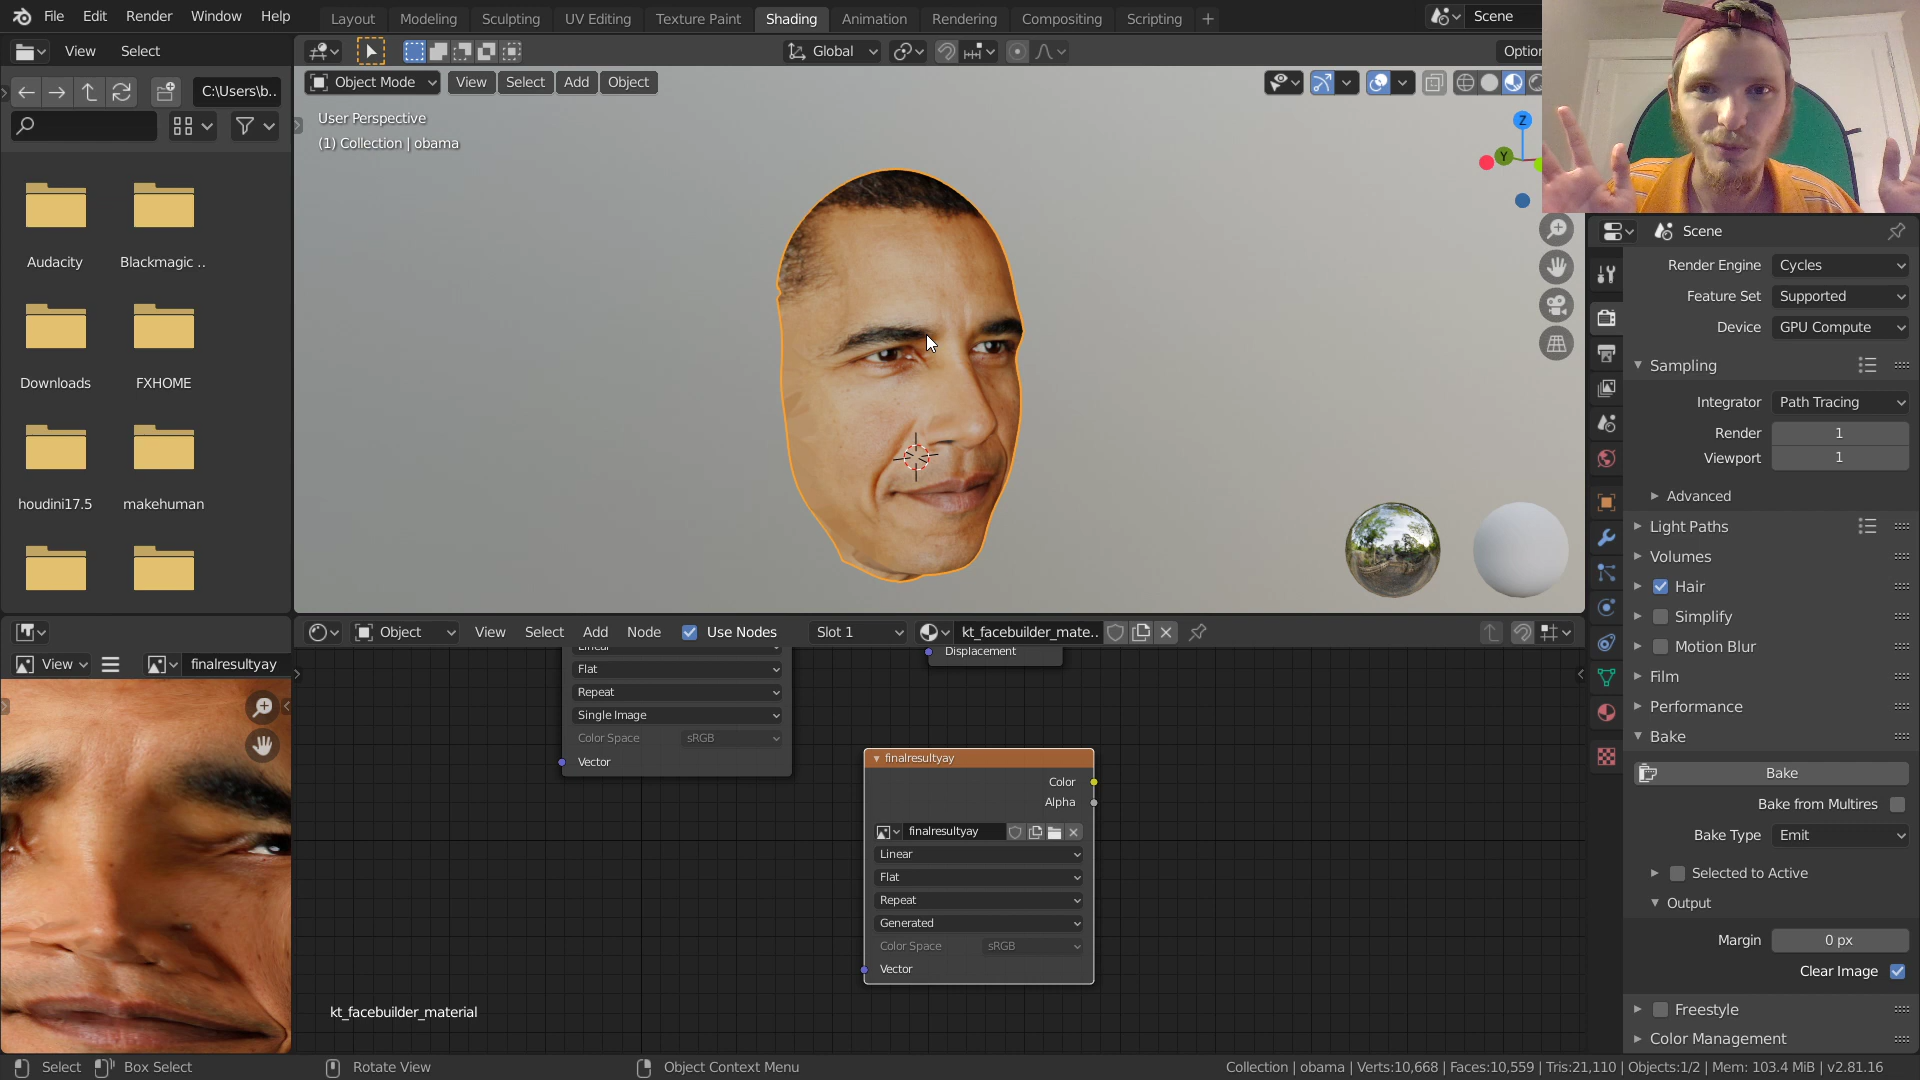 File Edit Render Window Help
Layout Modeling Sculpting UV Editing Texture Paint Shading Animation Rendering Compositing Scripting +
Scene
View Select
Global
Optio
C:\Users\b..
Object Mode View Select Add Object
User Perspective
(1) Collection | obama
Z
Y
Audacity Blackmagic ..
Downloads FXHOME
houdini17.5 makehuman
Scene
Render Engine Cycles
Feature Set Supported
Device GPU Compute
Sampling
Integrator Path Tracing
Render 1
Viewport 1
Advanced
Light Paths
Volumes
Hair
Simplify
Motion Blur
Film
Performance
Bake
Bake
Bake from Multires
Bake Type Emit
Selected to Active
Output
Margin 0 px
Clear Image
Freestyle
Color Management
Object View Select Add Node Use Nodes Slot 1 kt_facebuilder_mate..
View finalresultyay
Linear
Flat
Repeat
Single Image
Color Space sRGB
Vector
Displacement
finalresultyay
Color
Alpha
finalresultyay
Linear
Flat
Repeat
Generated
Color Space sRGB
Vector
kt_facebuilder_material
Select Box Select Rotate View Object Context Menu
Collection | obama | Verts:10,668 | Faces:10,559 | Tris:21,110 | Objects:1/2 | Mem: 103.4 MiB | v2.81.16